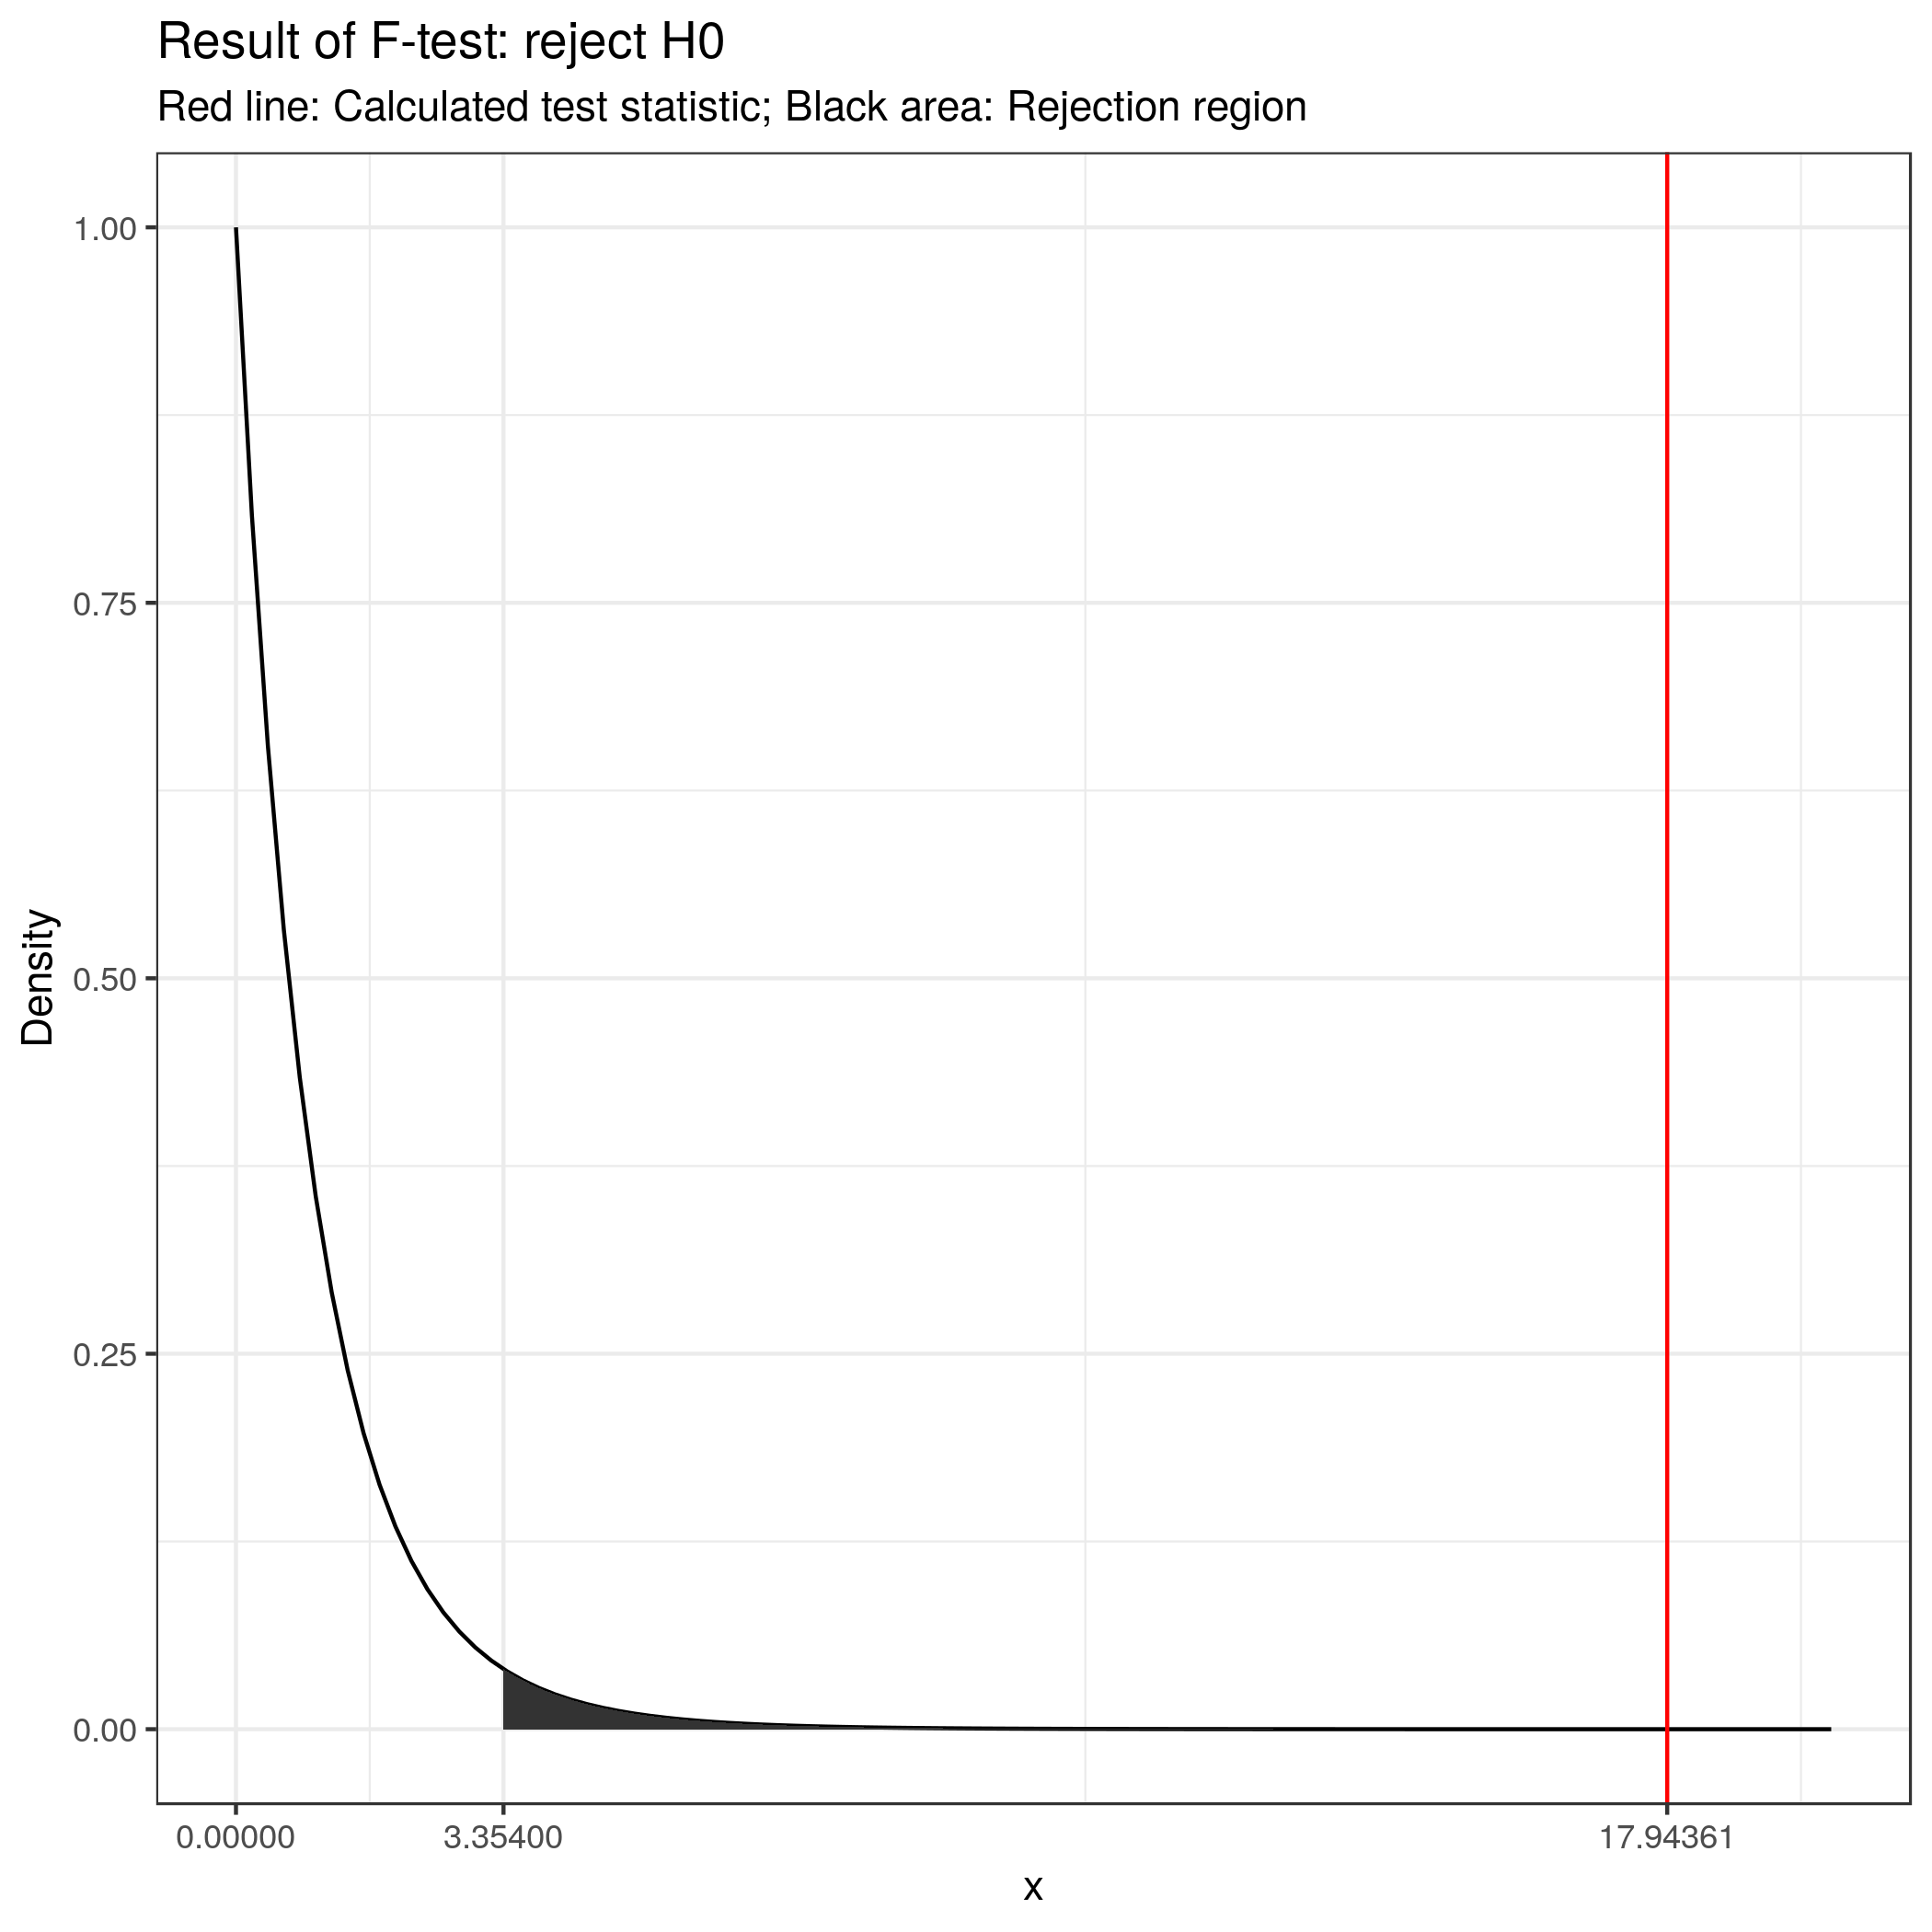 Result of F-test: reject H0
Red line: Calculated test statistic; Black area: Rejection region
1.00
0.75
0.50
0.25
0.00
Density
0.00000
3.35400
17.94361
x